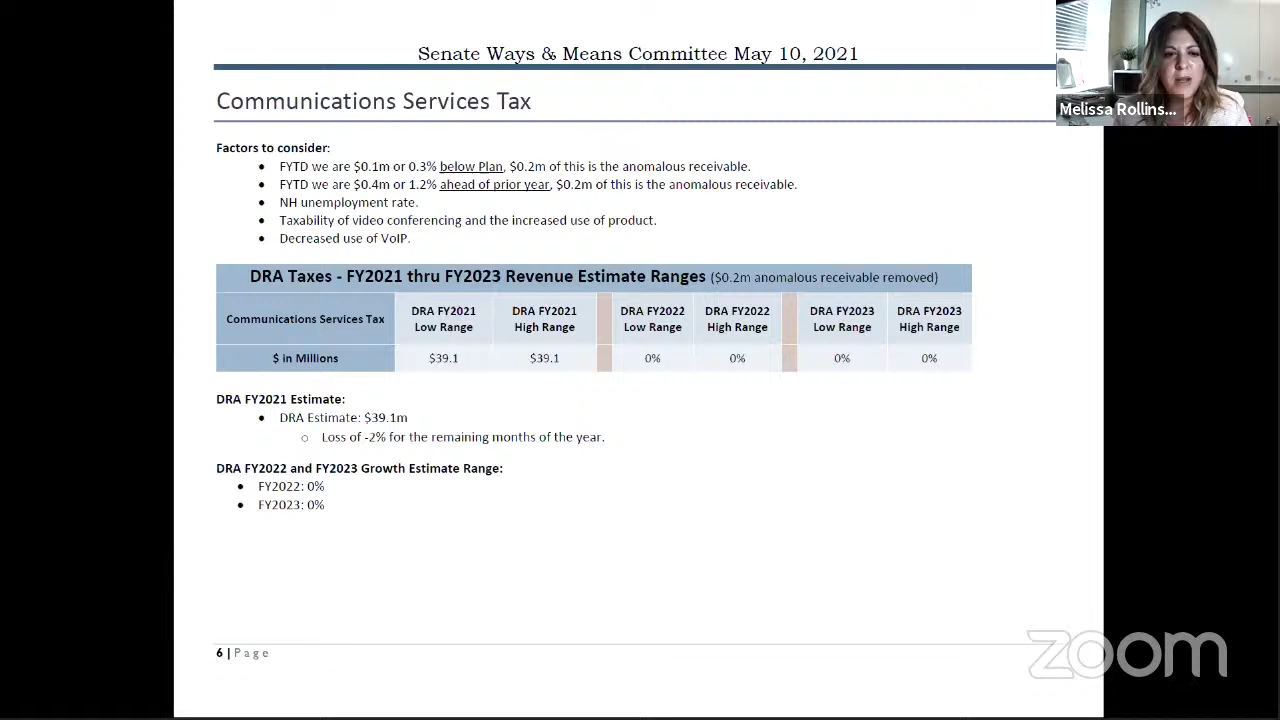 Senate Ways & Means Committee May 10, 2021
Melissa Rollins...
Communications Services Tax
Factors to consider:
• FYTD we are $0.1m or 0.3% below Plan, $0.2m of this is the anomalous receivable.
• FYTD we are $0.4m or 1.2% ahead of prior year, $0.2m of this is the anomalous receivable.
• NH unemployment rate.
• Taxability of video conferencing and the increased use of product.
• Decreased use of VoIP.
DRA Taxes - FY2021 thru FY2023 Revenue Estimate Ranges ($0.2m anomalous receivable removed)
Communications Services Tax DRA FY2021 Low Range DRA FY2021 High Range DRA FY2022 Low Range DRA FY2022 High Range DRA FY2023 Low Range DRA FY2023 High Range
$ in Millions $39.1 $39.1 0% 0% 0% 0%
DRA FY2021 Estimate:
• DRA Estimate: $39.1m
o Loss of -2% for the remaining months of the year.
DRA FY2022 and FY2023 Growth Estimate Range:
• FY2022: 0%
• FY2023: 0%
6 | Page
zoom